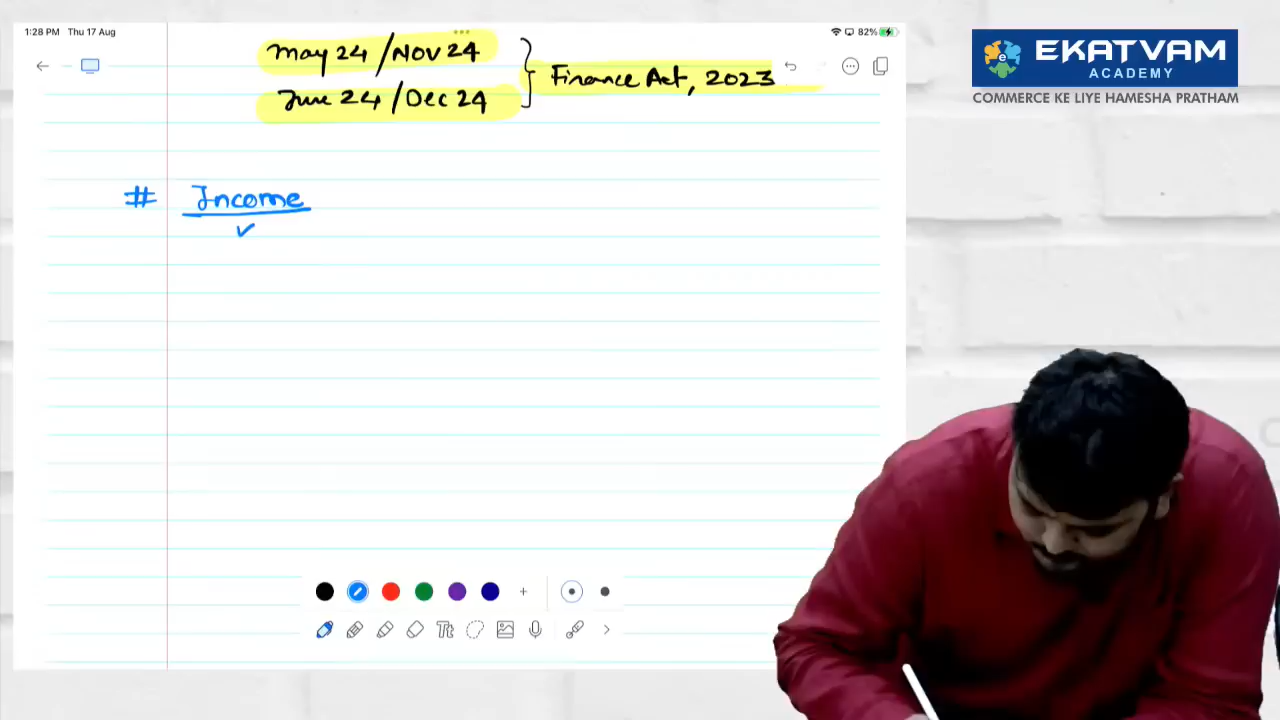 1:28 PM Thu 17 Aug
82%
May 24 / Nov 24
June 24 / Dec 24
Finance Act, 2023
# Income
Tt
e
EKATVAM
ACADEMY
COMMERCE KE LIYE HAMESHA PRATHAM